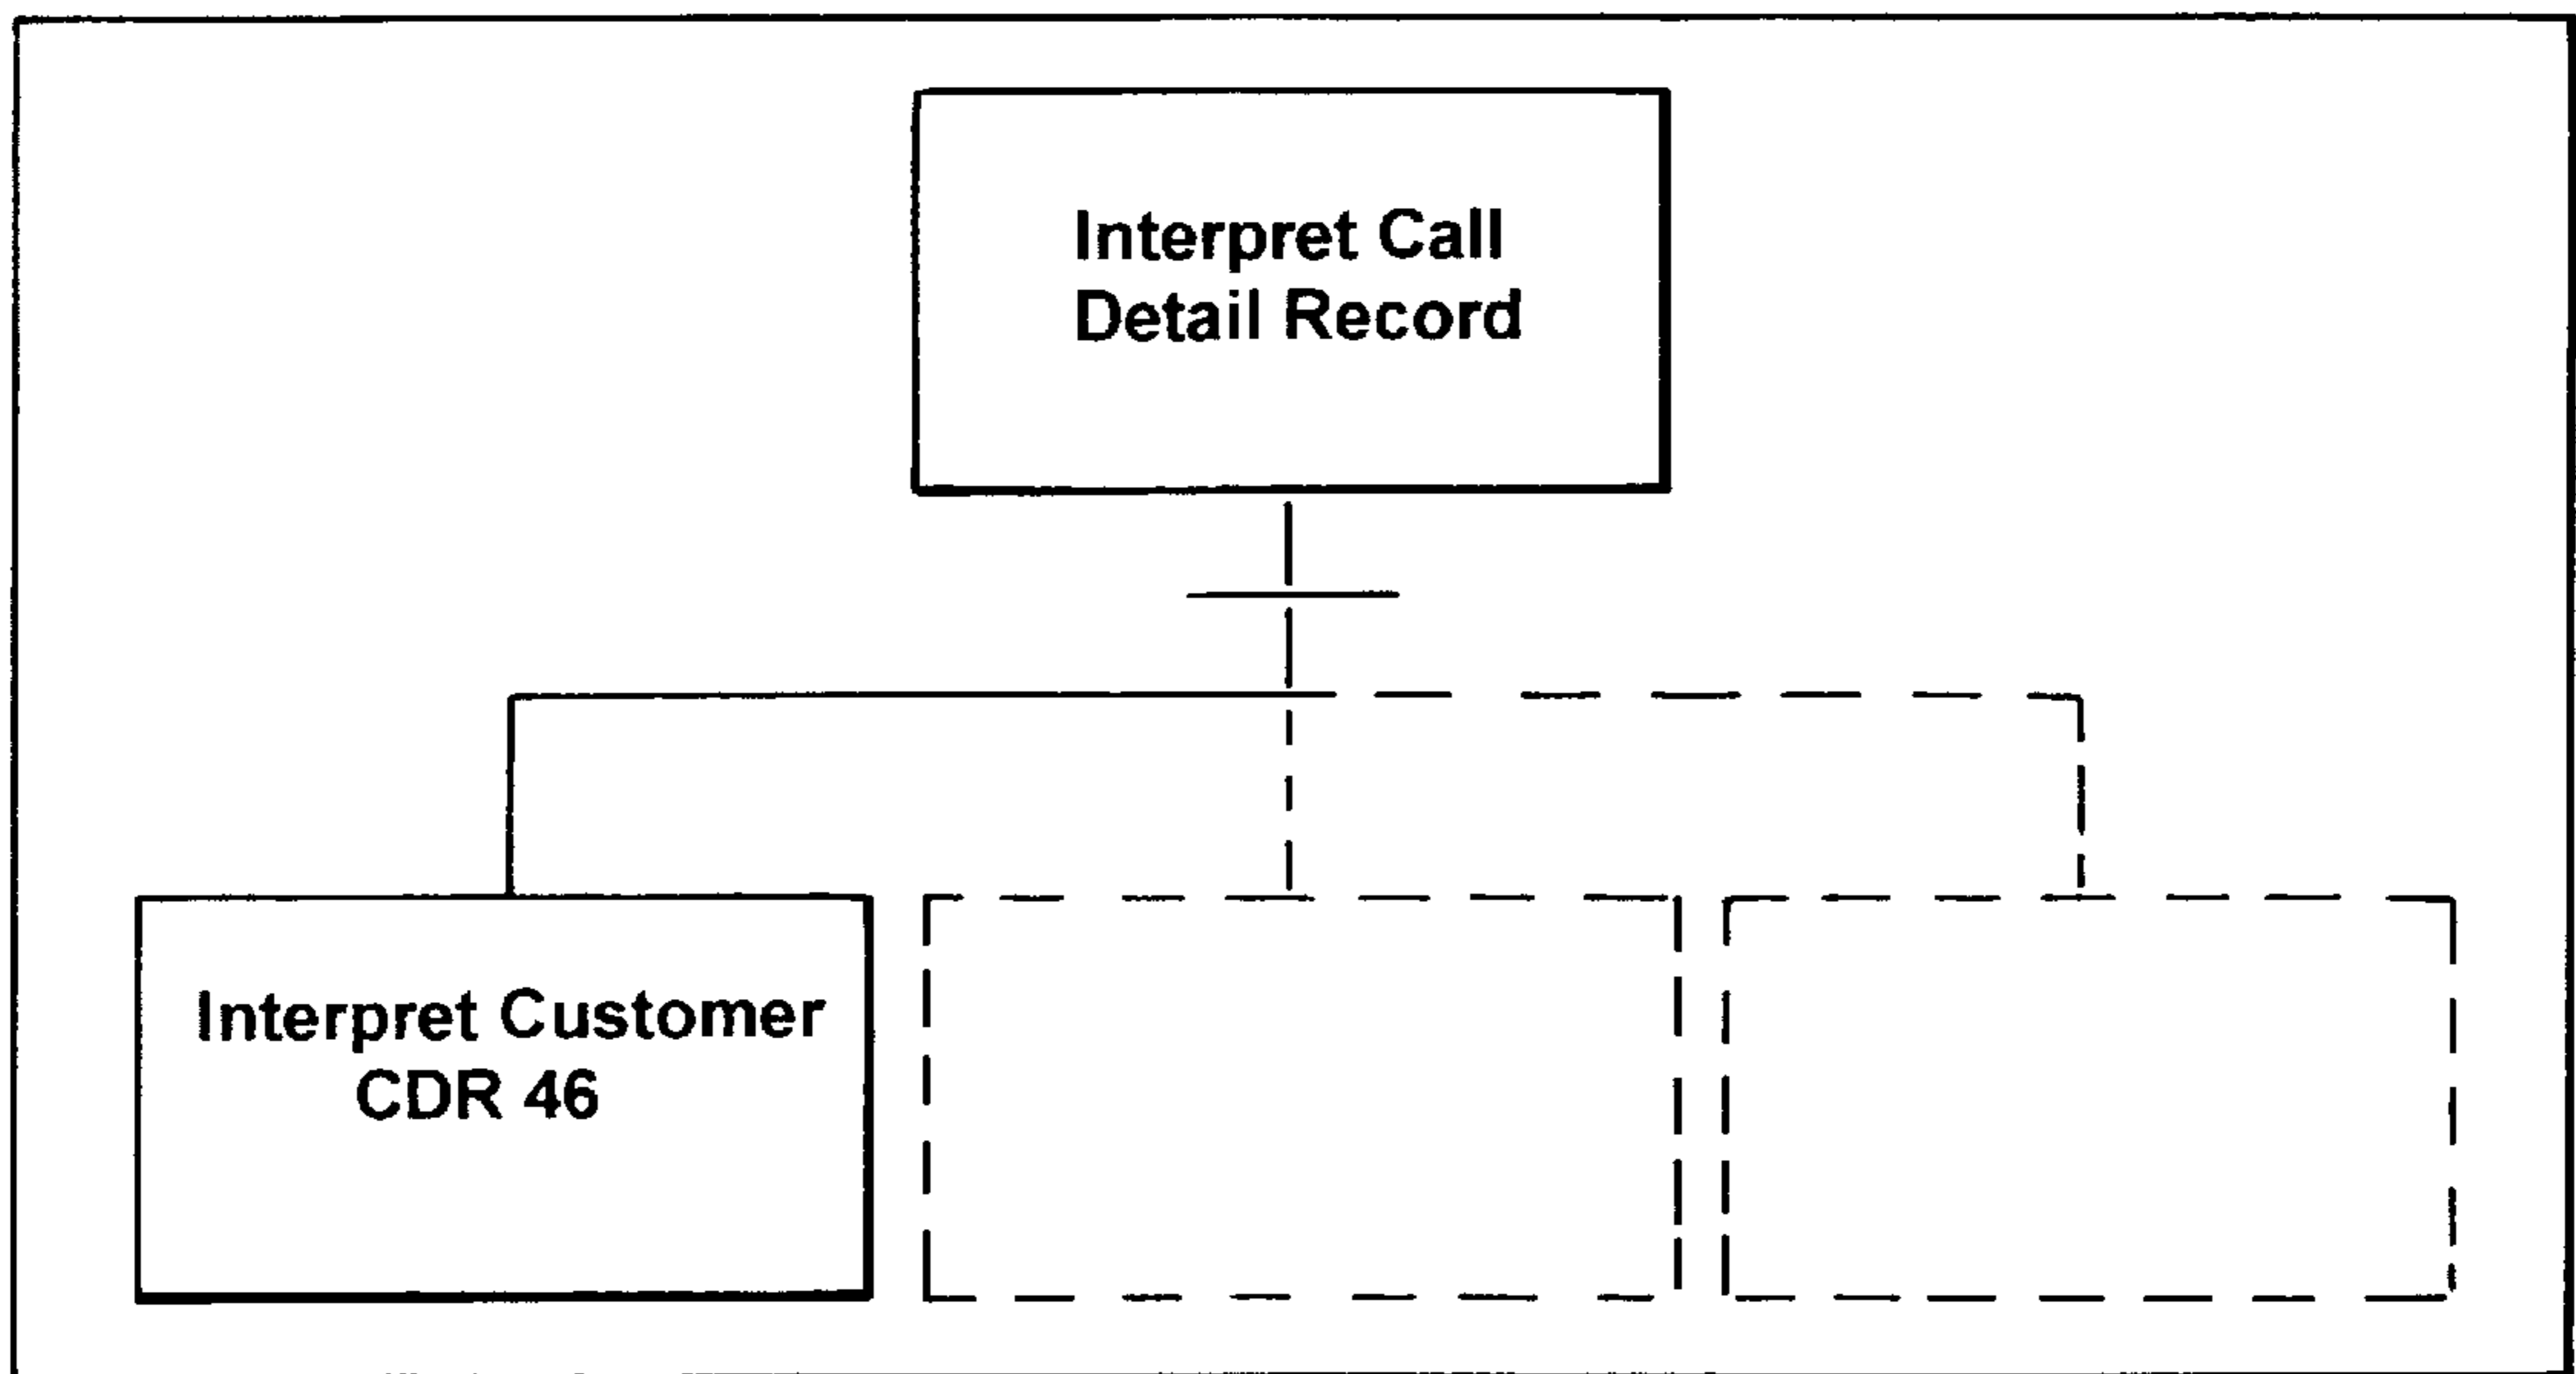 Interpret Call
Detail Record
Interpret Customer
CDR 46